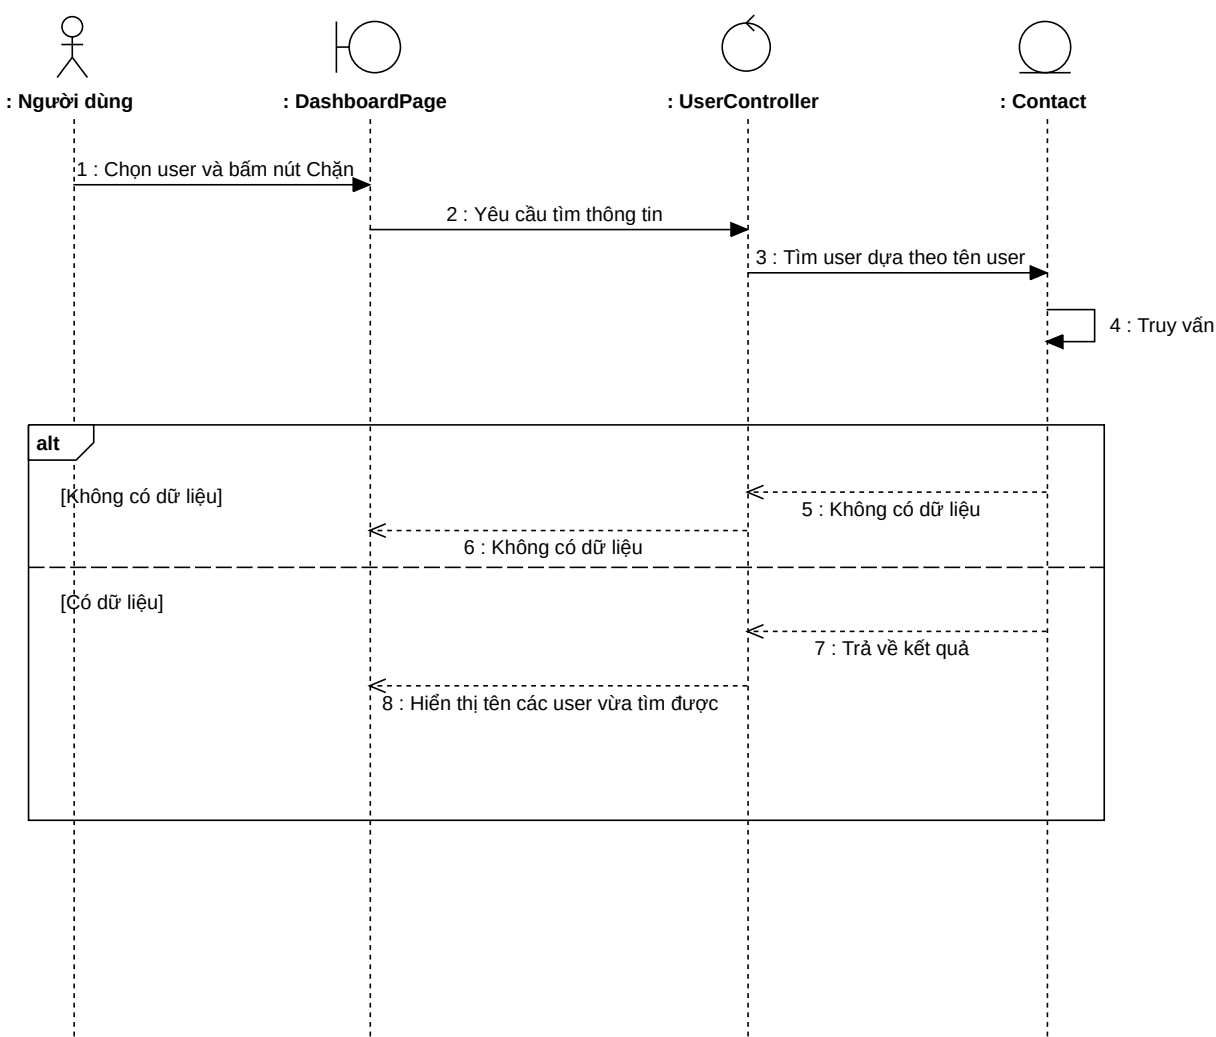 : Người dùng
: DashboardPage
: UserController
: Contact
1 : Chọn user và bấm nút Chặn
2 : Yêu cầu tìm thông tin
3 : Tìm user dựa theo tên user
4 : Truy vấn
alt
[Không có dữ liệu]
5 : Không có dữ liệu
6 : Không có dữ liệu
[Có dữ liệu]
7 : Trả về kết quả
8 : Hiển thị tên các user vừa tìm được